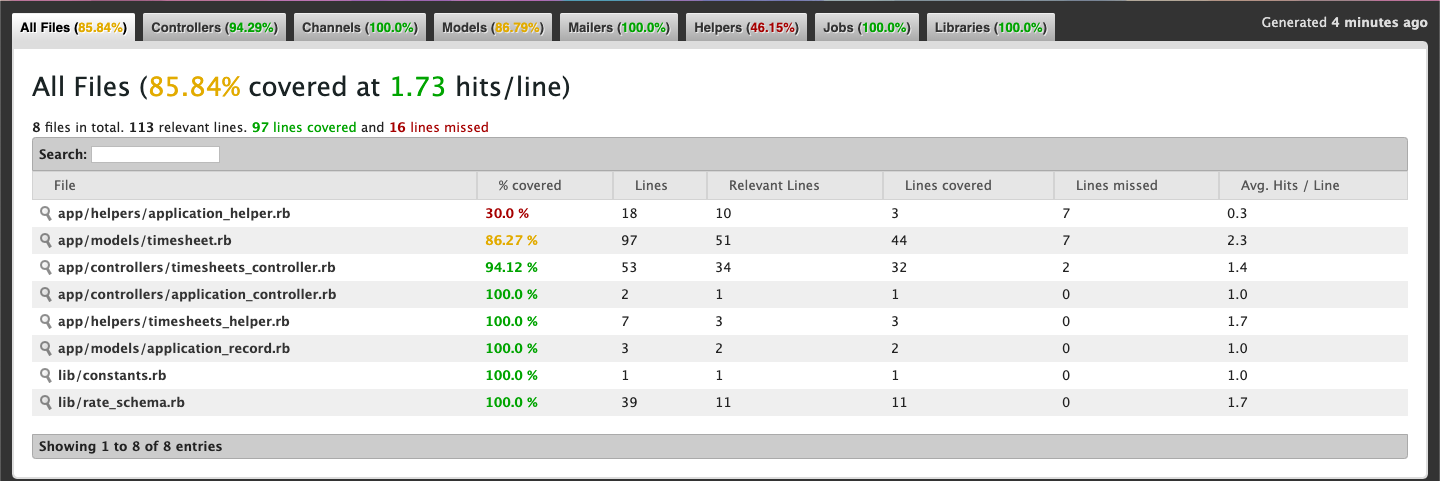 All Files (85.84%) Controllers (94.29%) Channels (100.0%) Models (86.79%) Mailers (100.0%) Helpers (46.15%) Jobs (100.0%) Libraries (100.0%) Generated 4 minutes ago
All Files (85.84% covered at 1.73 hits/line)
8 files in total. 113 relevant lines. 97 lines covered and 16 lines missed
Search:
File % covered Lines Relevant Lines Lines covered Lines missed Avg. Hits / Line
app/helpers/application_helper.rb 30.0 % 18 10 3 7 0.3
app/models/timesheet.rb 86.27 % 97 51 44 7 2.3
app/controllers/timesheets_controller.rb 94.12 % 53 34 32 2 1.4
app/controllers/application_controller.rb 100.0 % 2 1 1 0 1.0
app/helpers/timesheets_helper.rb 100.0 % 7 3 3 0 1.7
app/models/application_record.rb 100.0 % 3 2 2 0 1.0
lib/constants.rb 100.0 % 1 1 1 0 1.0
lib/rate_schema.rb 100.0 % 39 11 11 0 1.7
Showing 1 to 8 of 8 entries